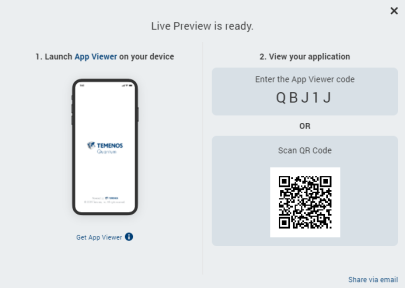 Live Preview is ready.
1. Launch App Viewer on your device
TEMENOS
Quantum
Get App Viewer
2. View your application
Enter the App Viewer code
QBJ1J
OR
Scan QR Code
Share via email